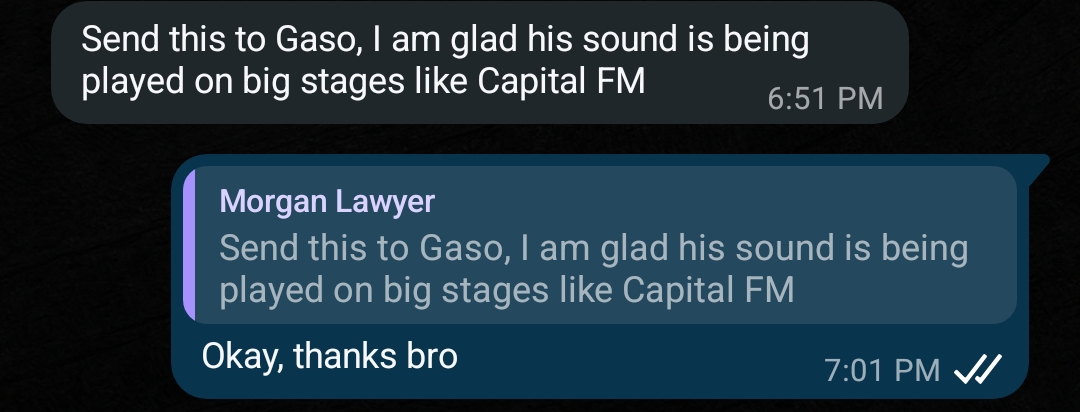 Send this to Gaso, I am glad his sound is being
played on big stages like Capital FM
6:51 PM
Morgan Lawyer
Send this to Gaso, I am glad his sound is being
played on big stages like Capital FM
Okay, thanks bro
7:01 PM